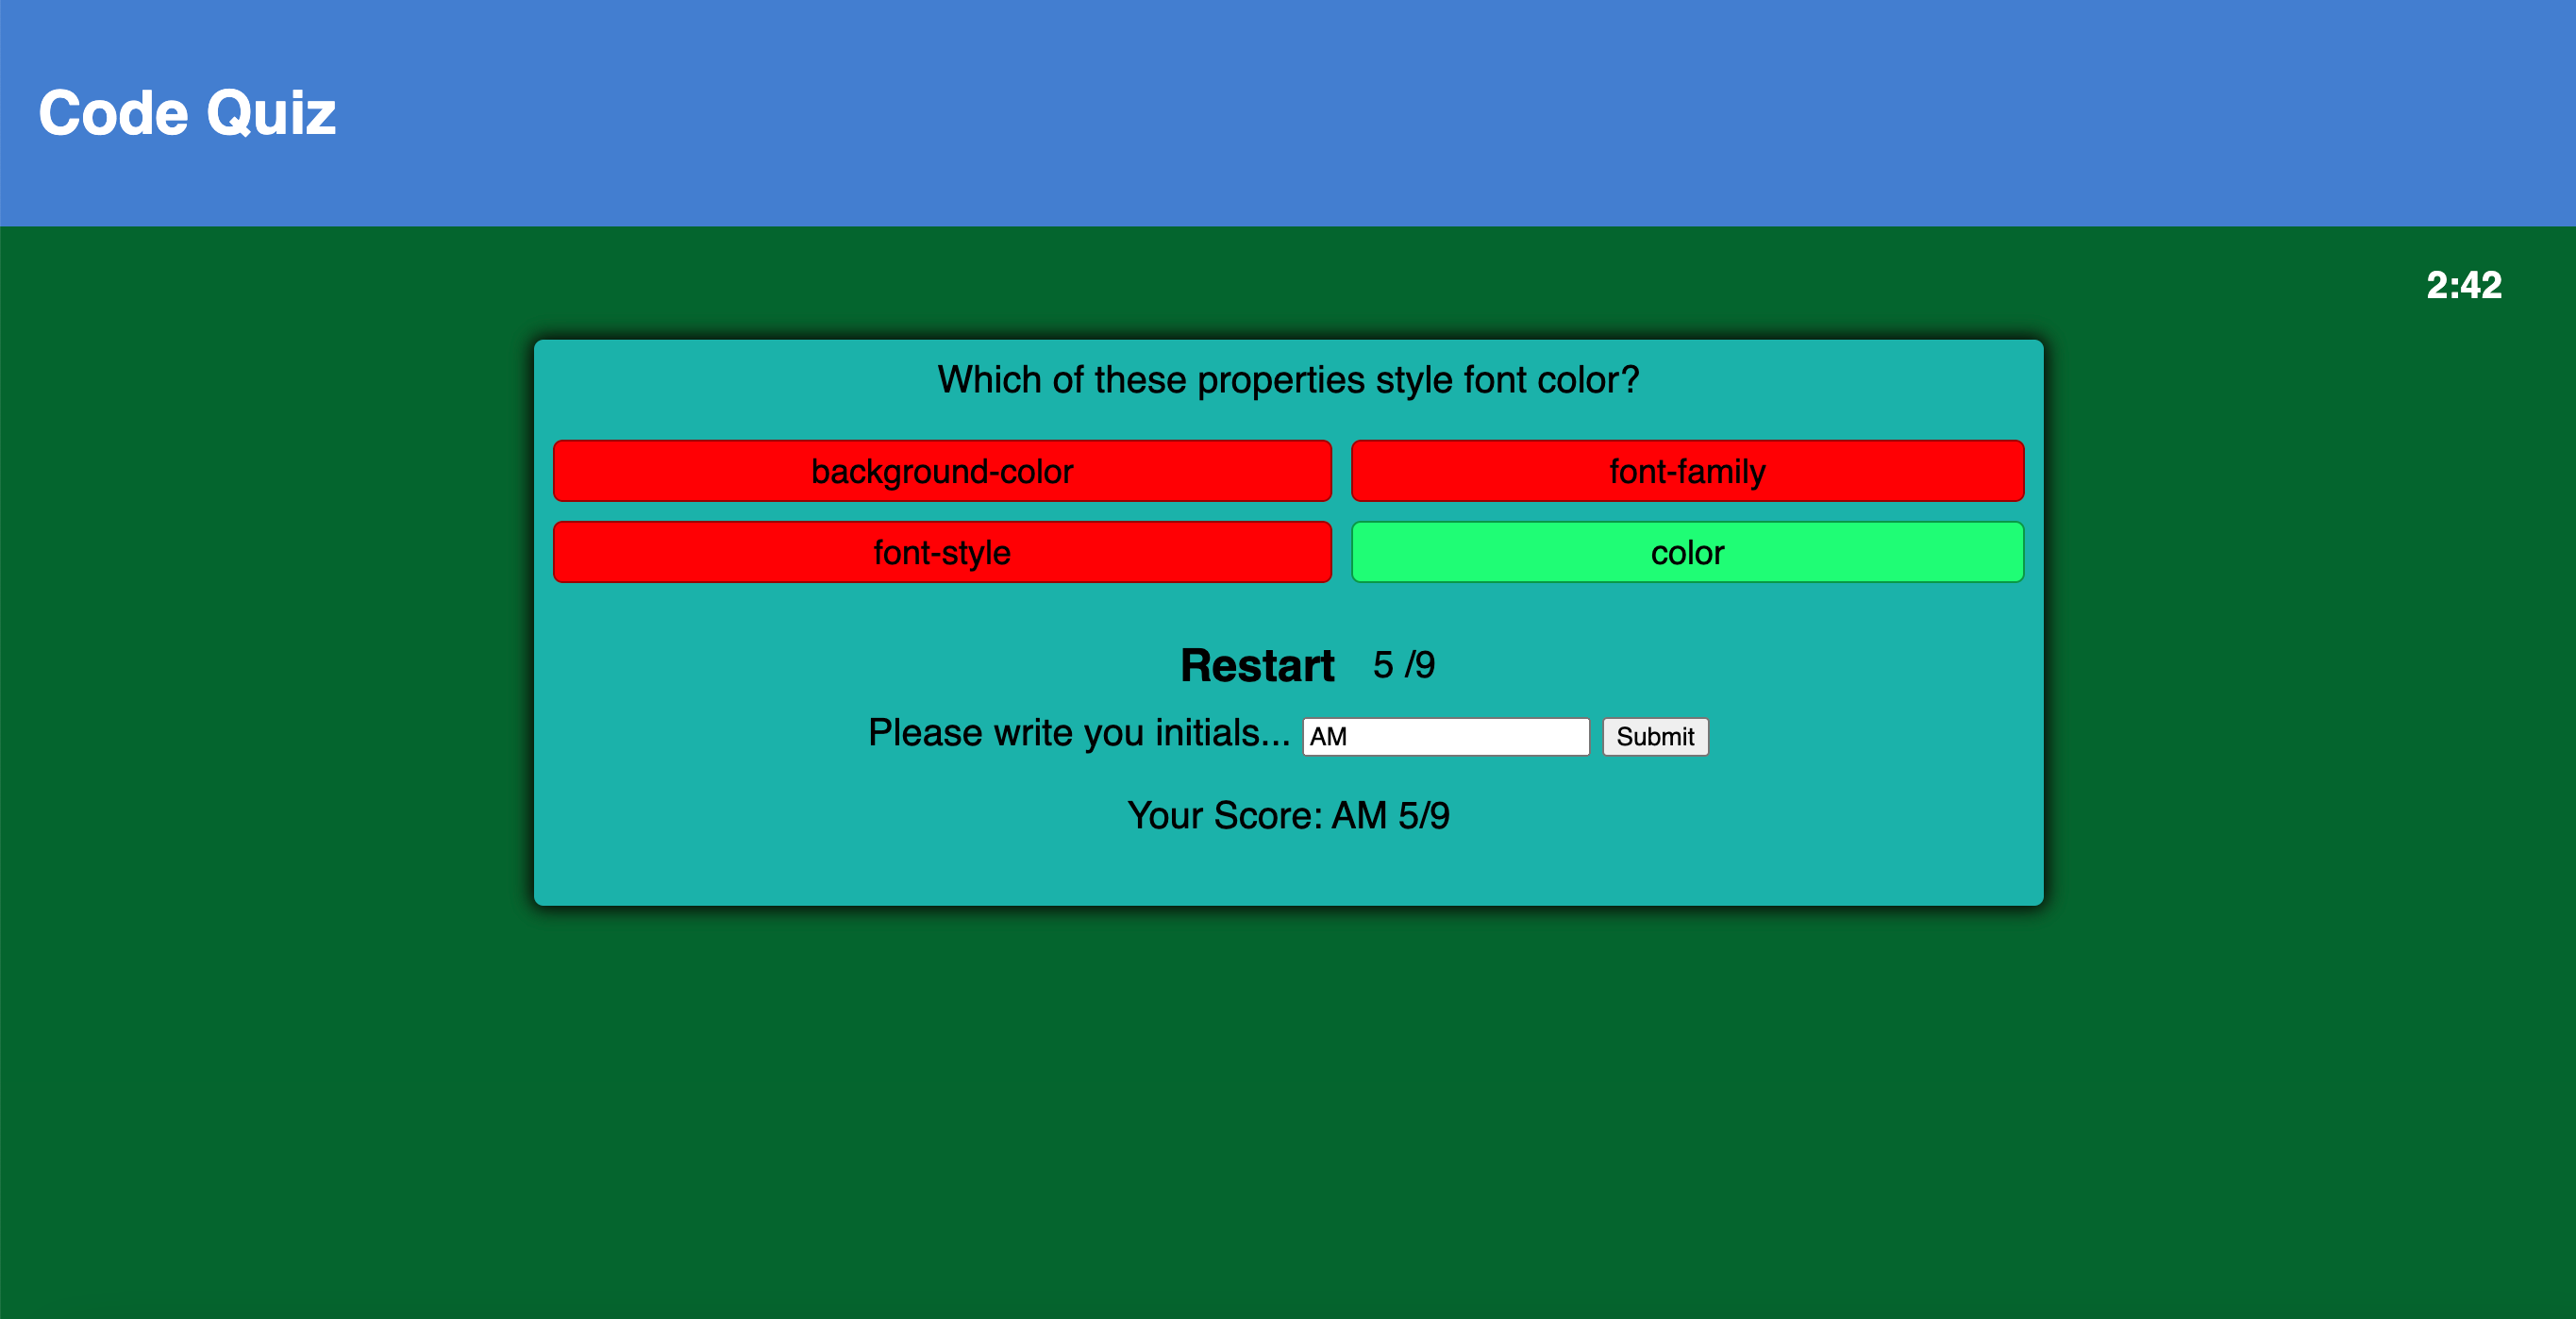 Code Quiz
2:42
Which of these properties style font color?
background-color font-family
font-style color
Restart 5 /9
Please write you initials... AM Submit
Your Score: AM 5/9